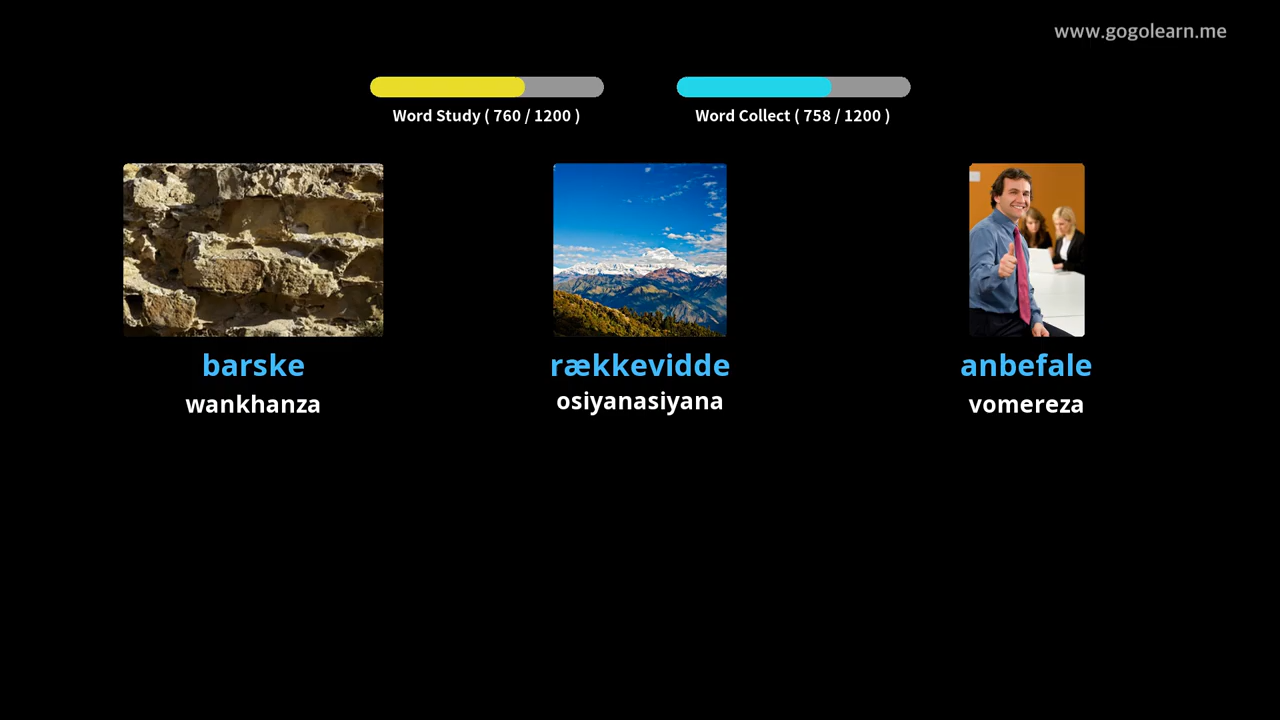 www.gogolearn.me
Word Study ( 760 / 1200 )
Word Collect ( 758 / 1200 )
barske
wankhanza
rækkevidde
osiyanasiyana
anbefale
vomereza